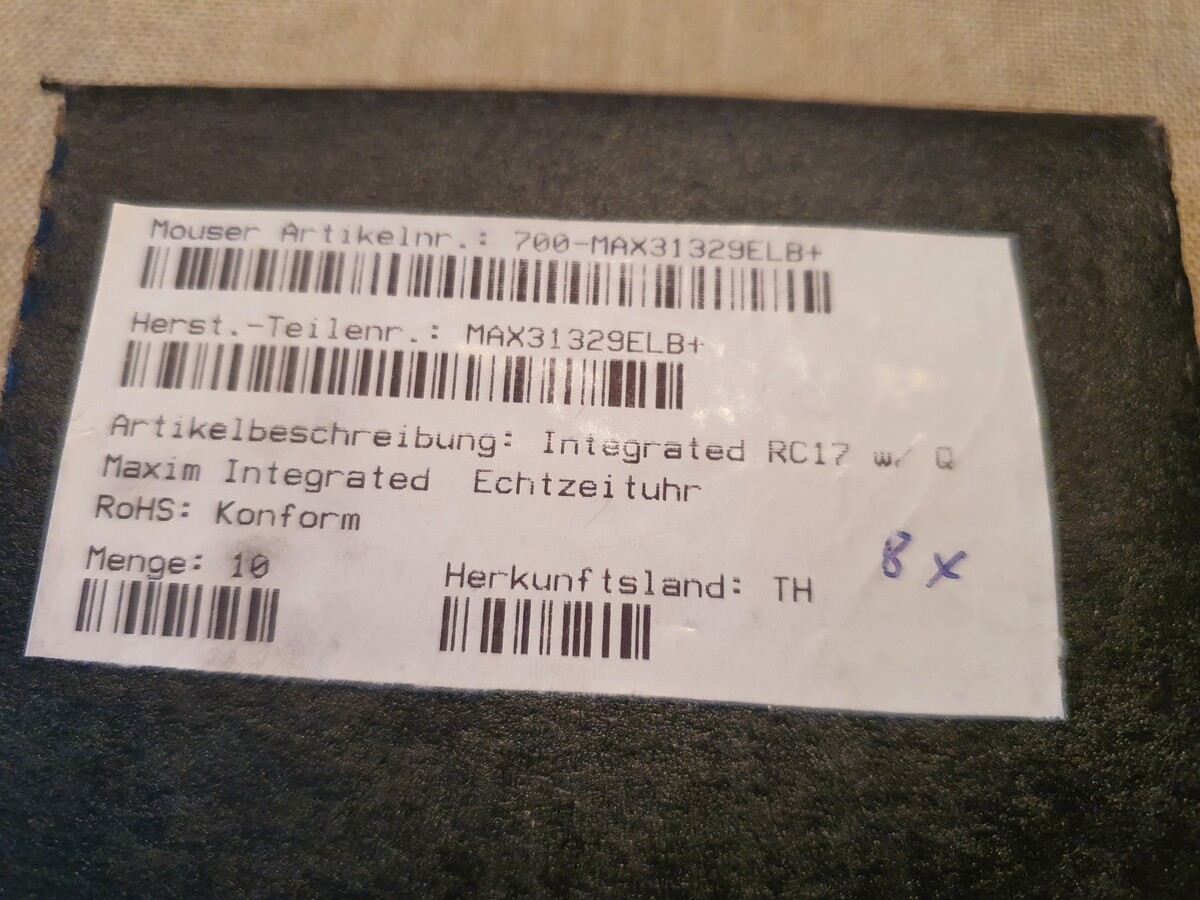 Mouser Artikelnr.: 700-MAX31329ELB+
Herst.-Teilenr.: MAX31329ELB+
Artikelbeschreibung: Integrated RC17 w/ Q
Maxim Integrated Echtzeituhr
RoHS: Konform
Menge: 10
Herkunftsland: TH
8 x